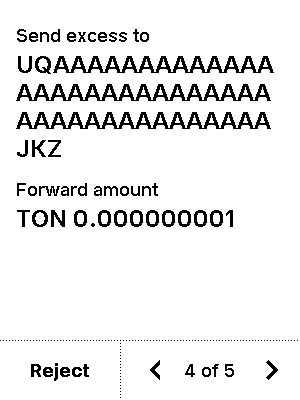 Send excess to
UQAAAAAAAAAAAAA
AAAAAAAAAAAAAAA
AAAAAAAAAAAAAAA
JKZ
Forward amount
TON 0.000000001
Reject
4 of 5